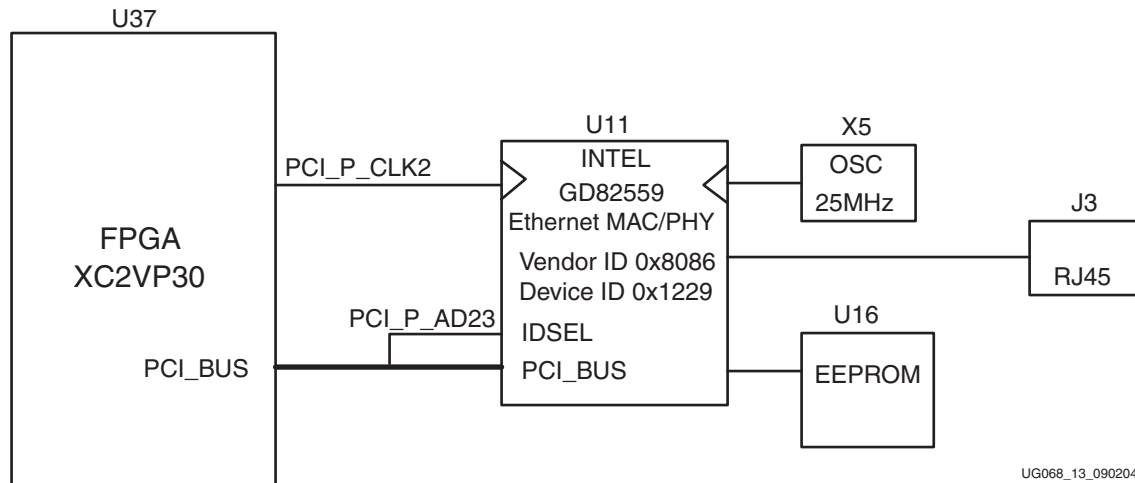 U37
FPGA
XC2VP30
PCI_BUS
PCI_P_CLK2
PCI_P_AD23
U11
INTEL
GD82559
Ethernet MAC/PHY
Vendor ID 0x8086
Device ID 0x1229
IDSEL
PCI_BUS
X5
OSC
25MHz
J3
RJ45
U16
EEPROM
UG068_13_090204